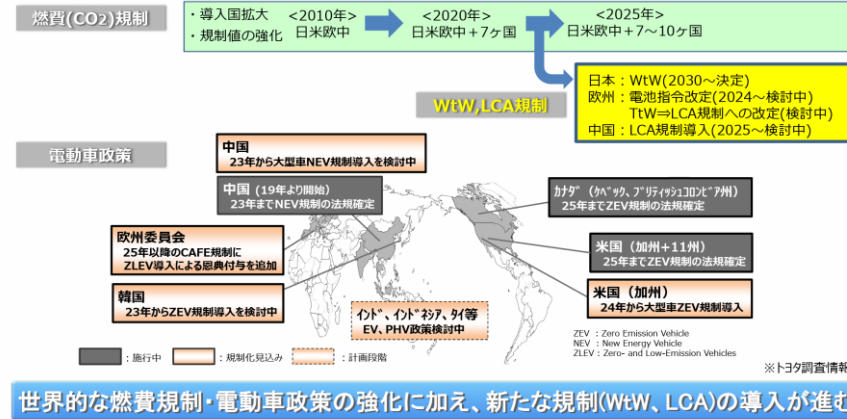 燃費(CO2)規制
・導入国拡大
・規制値の強化
<2010年>
日米欧中
<2020年>
日米欧中+7ヶ国
<2025年>
日米欧中+7～10ヶ国
WtW,LCA規制
日本：WtW(2030～決定)
欧州：電池指令改定(2024～検討中)
TtW⇒LCA規制への改定(検討中)
中国：LCA規制導入(2025～検討中)
電動車政策
中国
23年から大型車NEV規制導入を検討中
中国 (19年より開始)
23年までNEV規制の法規確定
欧州委員会
25年以降のCAFE規制に
ZLEV導入による恩典付与を追加
韓国
23年からZEV規制導入を検討中
ｲﾝﾄﾞ、ｲﾝﾄﾞﾈｼｱ、ﾀｲ等
EV、PHV政策検討中
ｶﾅﾀﾞ（ｹﾍﾞｯｸ、ﾌﾞﾘﾃｨｯｼｭｺﾛﾝﾋﾞｱ州）
25年までZEV規制の法規確定
米国（加州+11州）
25年までZEV規制の法規確定
米国（加州）
24年から大型車ZEV規制導入
ZEV ：Zero Emission Vehicle
NEV ：New Energy Vehicle
ZLEV：Zero- and Low-Emission Vehicles
：施行中
：規制化見込み
：計画段階
※トヨタ調査情報
世界的な燃費規制・電動車政策の強化に加え、新たな規制(WtW、LCA)の導入が進む